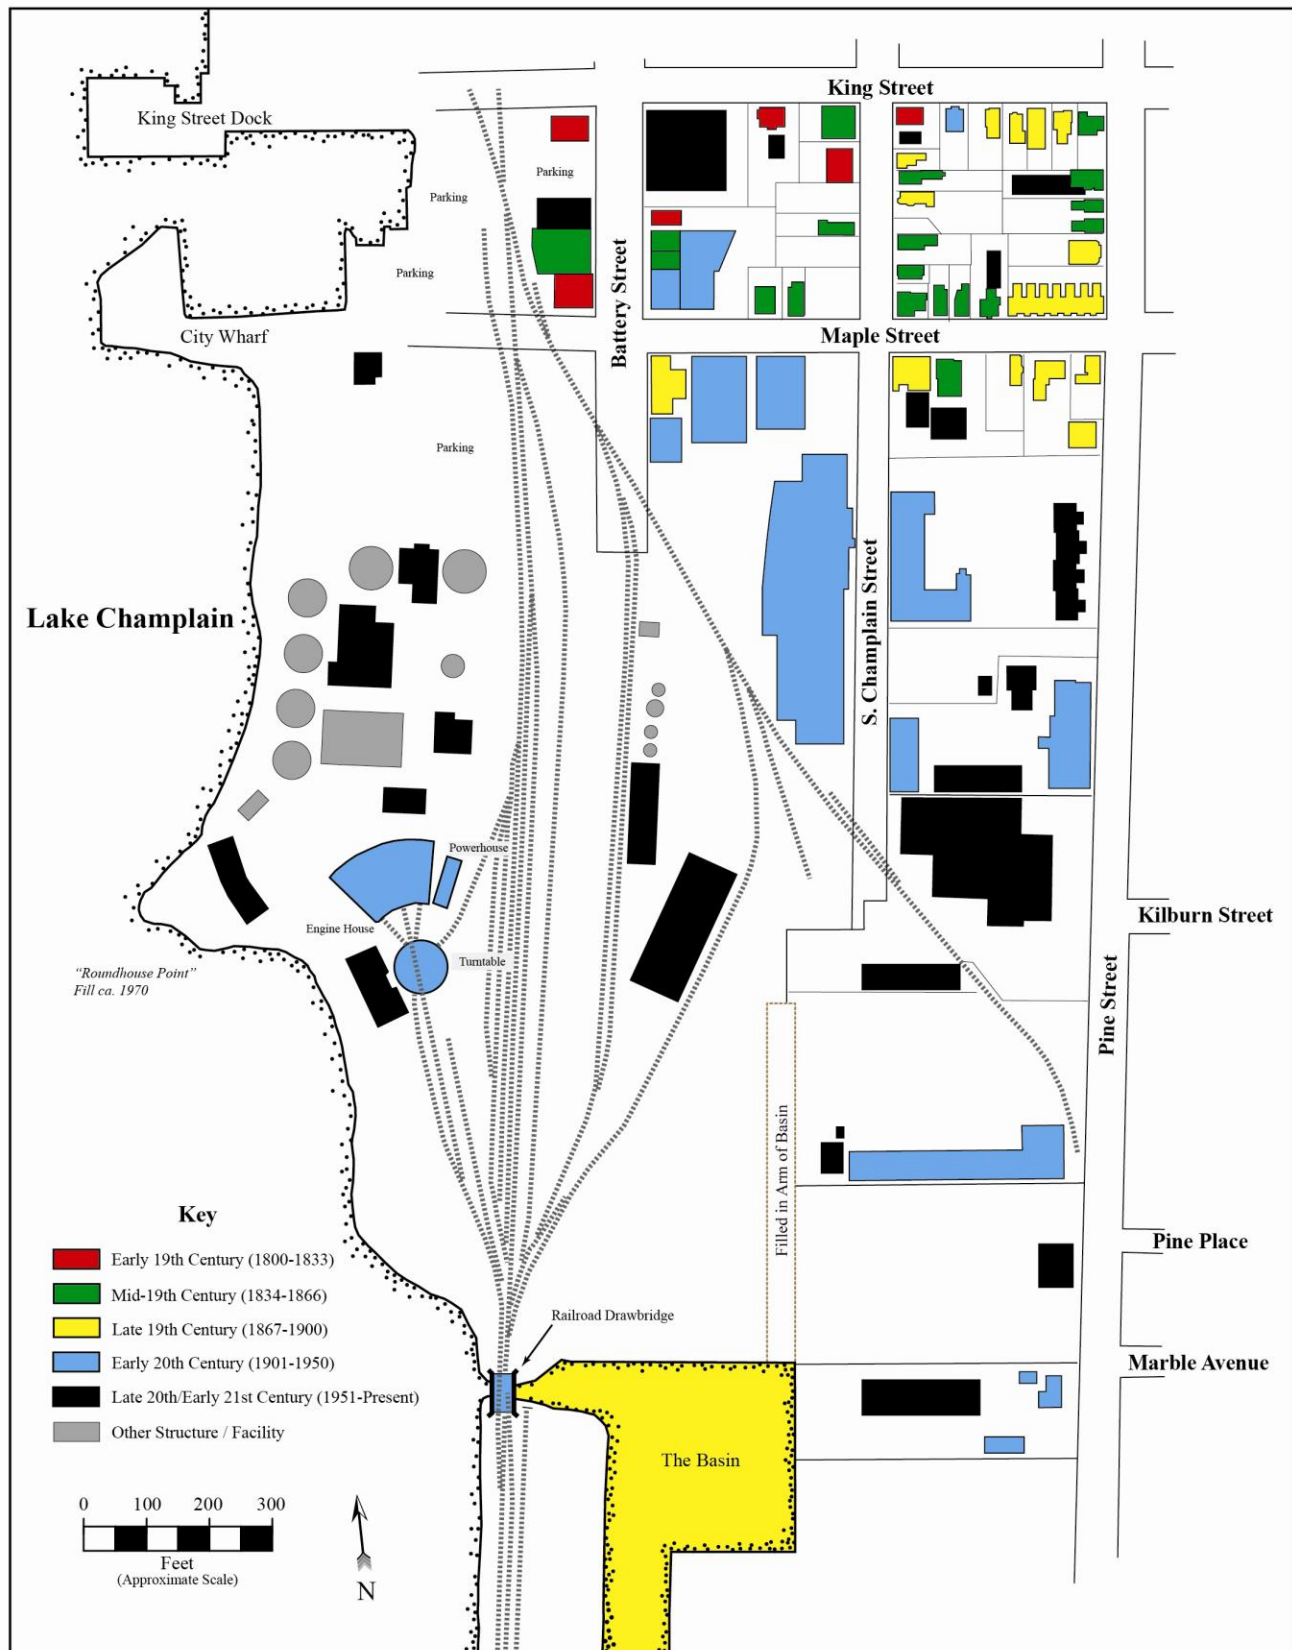 King Street
King Street Dock
Parking
Parking
Parking
Battery Street
City Wharf
Maple Street
Parking
Lake Champlain
S. Champlain Street
Powerhouse
Engine House
Turntable
Kilburn Street
“Roundhouse Point”
Fill ca. 1970
Pine Street
Filled in Arm of Basin
Key
Early 19th Century (1800-1833)
Mid-19th Century (1834-1866)
Late 19th Century (1867-1900)
Early 20th Century (1901-1950)
Late 20th/Early 21st Century (1951-Present)
Other Structure / Facility
Pine Place
Railroad Drawbridge
Marble Avenue
The Basin
0 100 200 300
Feet
(Approximate Scale)
N